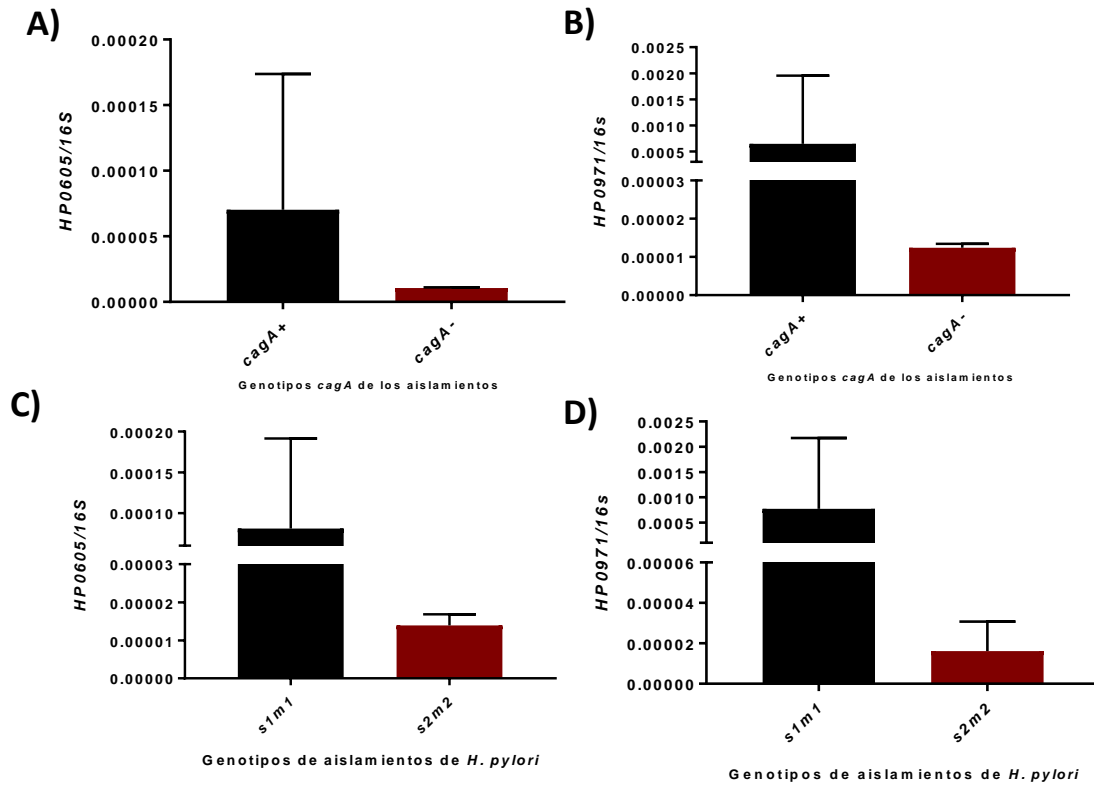 A)
0.00020
0.00015
0.00010
0.00005
0.00000
HP0605/16S
cagA+
cagA-
Genotipos cagA de los aislamientos
B)
0.0025
0.0020
0.0015
0.0010
0.0005
0.00003
0.00002
0.00001
0.00000
HP0971/16s
cagA+
cagA-
Genotipos cagA de los aislamientos
C)
0.00020
0.00015
0.00010
0.00003
0.00002
0.00001
0.00000
HP0605/16S
s1m1
s2m2
Genotipos de aislamientos de H. pylori
D)
0.0025
0.0020
0.0015
0.0010
0.0005
0.00006
0.00004
0.00002
0.00000
HP0971/16s
s1m1
s2m2
Genotipos de aislamientos de H. pylori